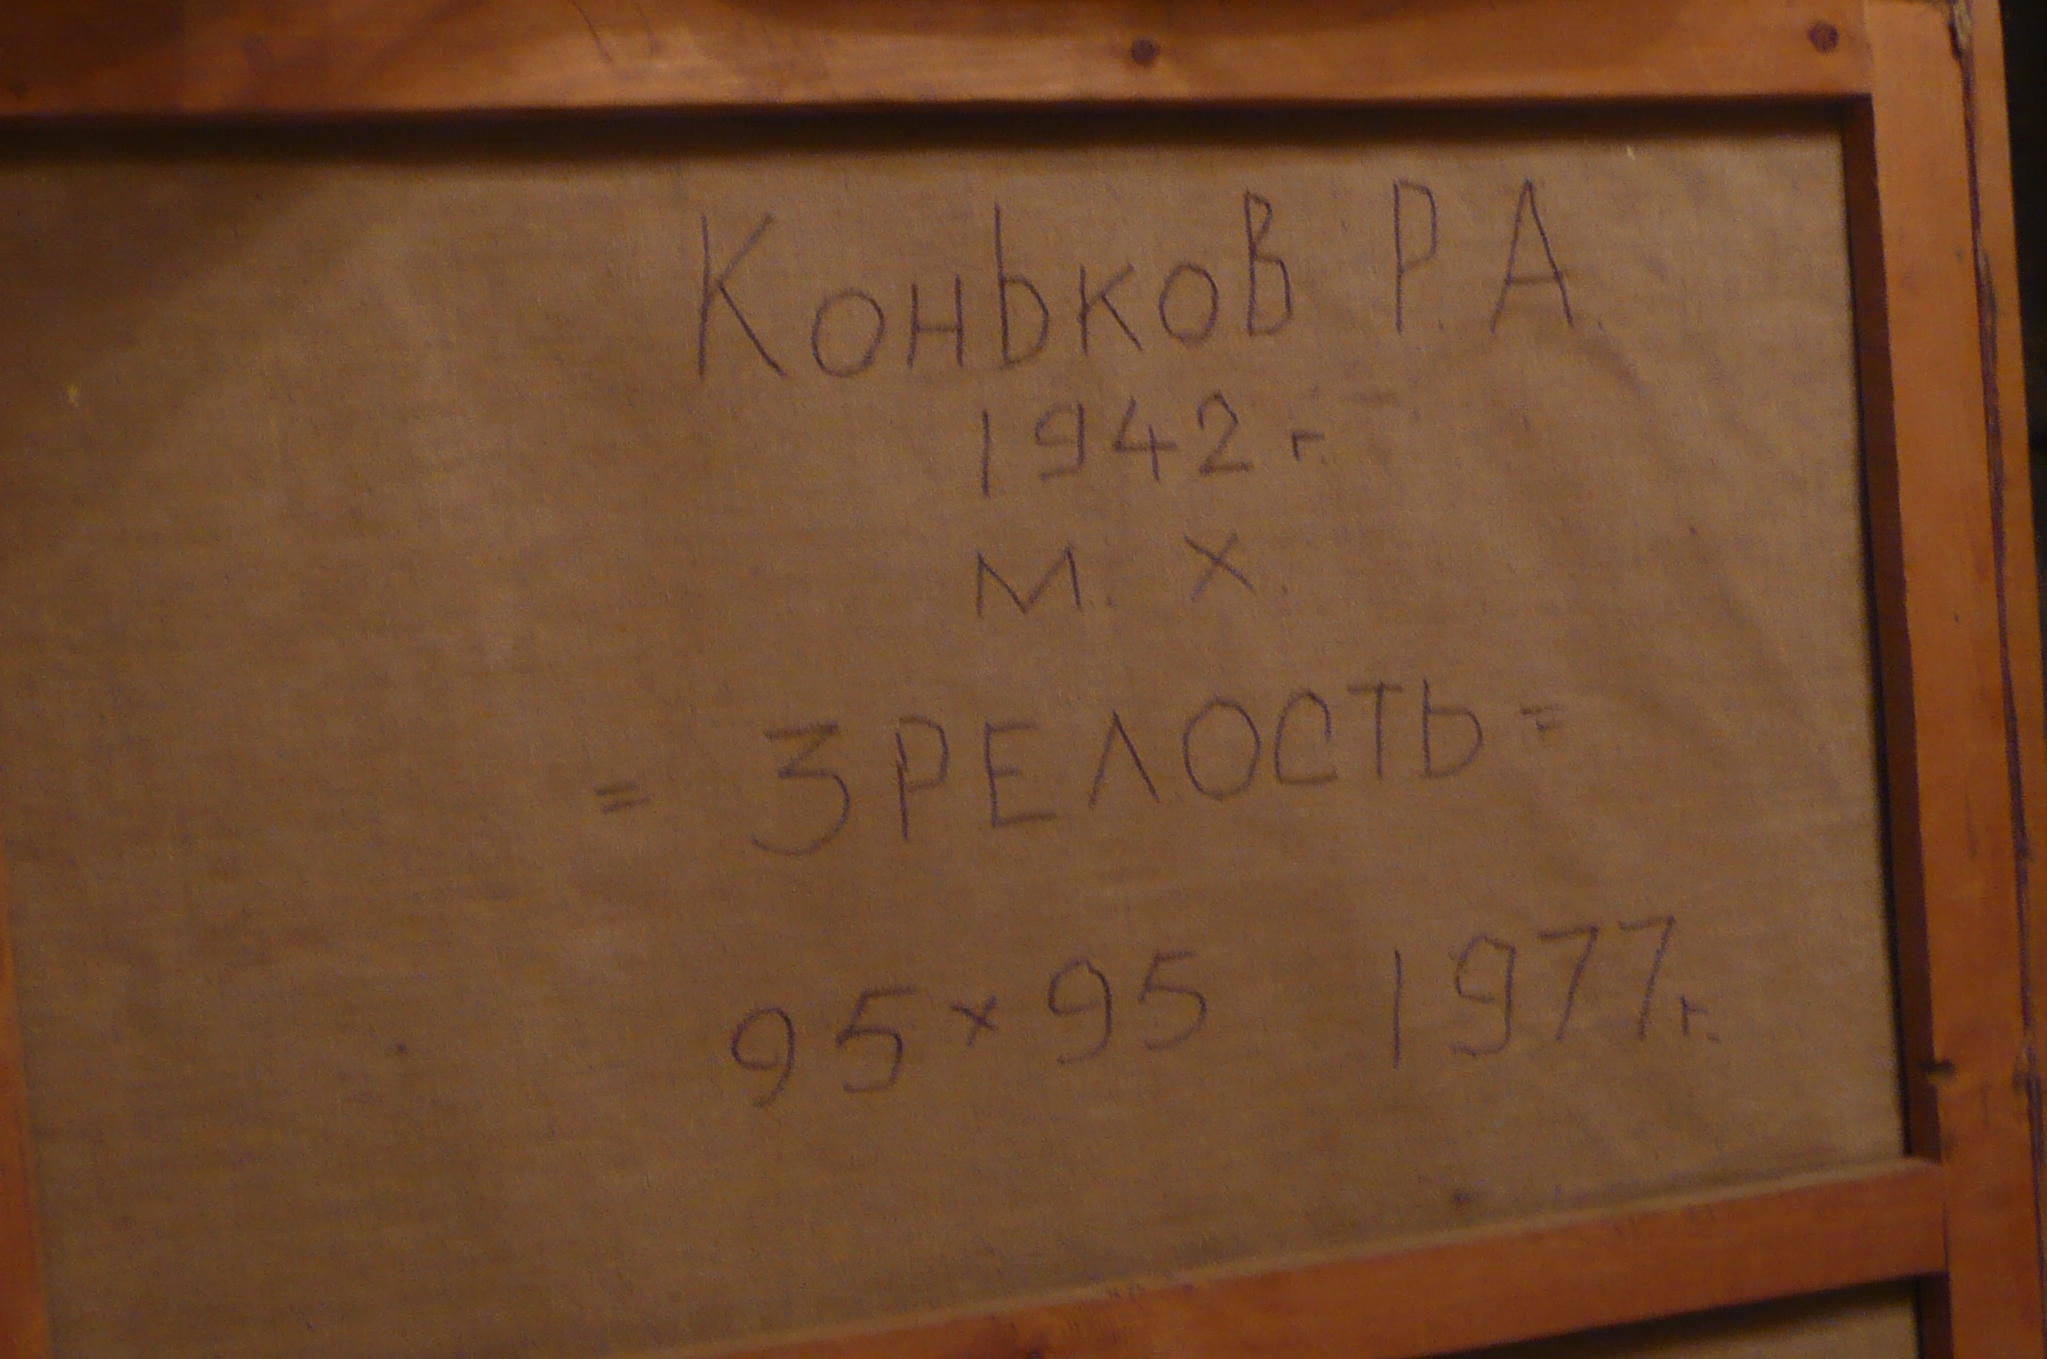 Коньков Р. А.
1942 г.
м. х.
= ЗРЕЛОСТЬ =
95 × 95 1977 г.